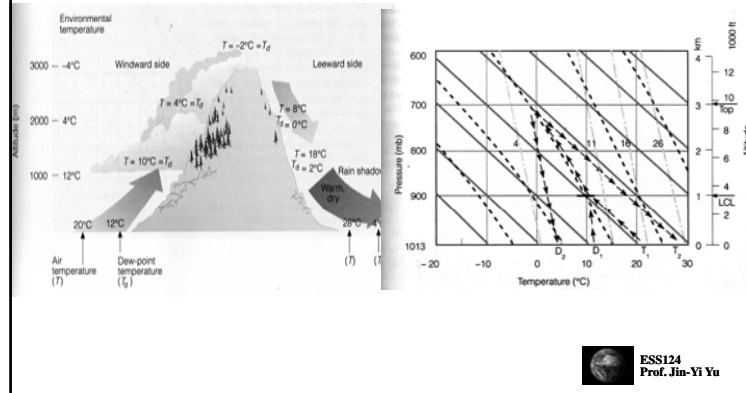 Environmental
temperature
T = -2°C = Td
3000 — -4°C
Windward side
Leeward side
T = 4°C = Td
T = 8°C
Td = 0°C
2000 — 4°C
T = 10°C = Td
T = 18°C
Td = 2°C
Rain shadow
1000 — 12°C
Warm,
dry
20°C
12°C
28°C
4°
Altitude (m)
Air
temperature
(T)
Dew-point
temperature
(Td)
(T)
(T
600
700
800
900
1013
Pressure (mb)
4
11
16
26
-20
-10
0
10
20
30
D2
D1
T1
T2
Temperature (°C)
km
4
3
2
1
0
1000 ft
12
10
8
6
4
2
0
Top
LCL
ESS124
Prof. Jin-Yi Yu